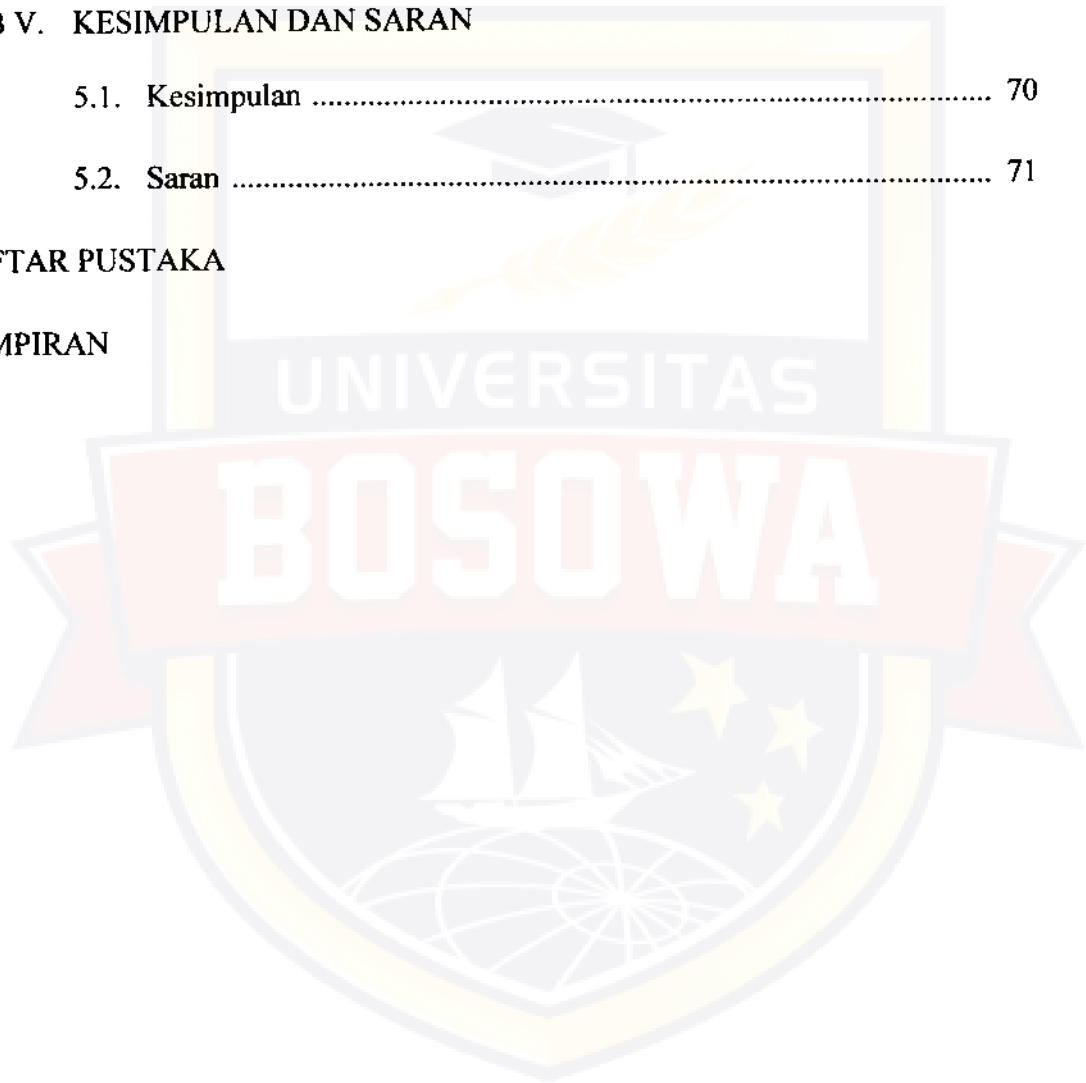 B V. KESIMPULAN DAN SARAN
5.1. Kesimpulan ........................................................................................ 70
5.2. Saran .................................................................................................. 71
FTAR PUSTAKA
MPIRAN
UNIVERSITAS
BOSOWA